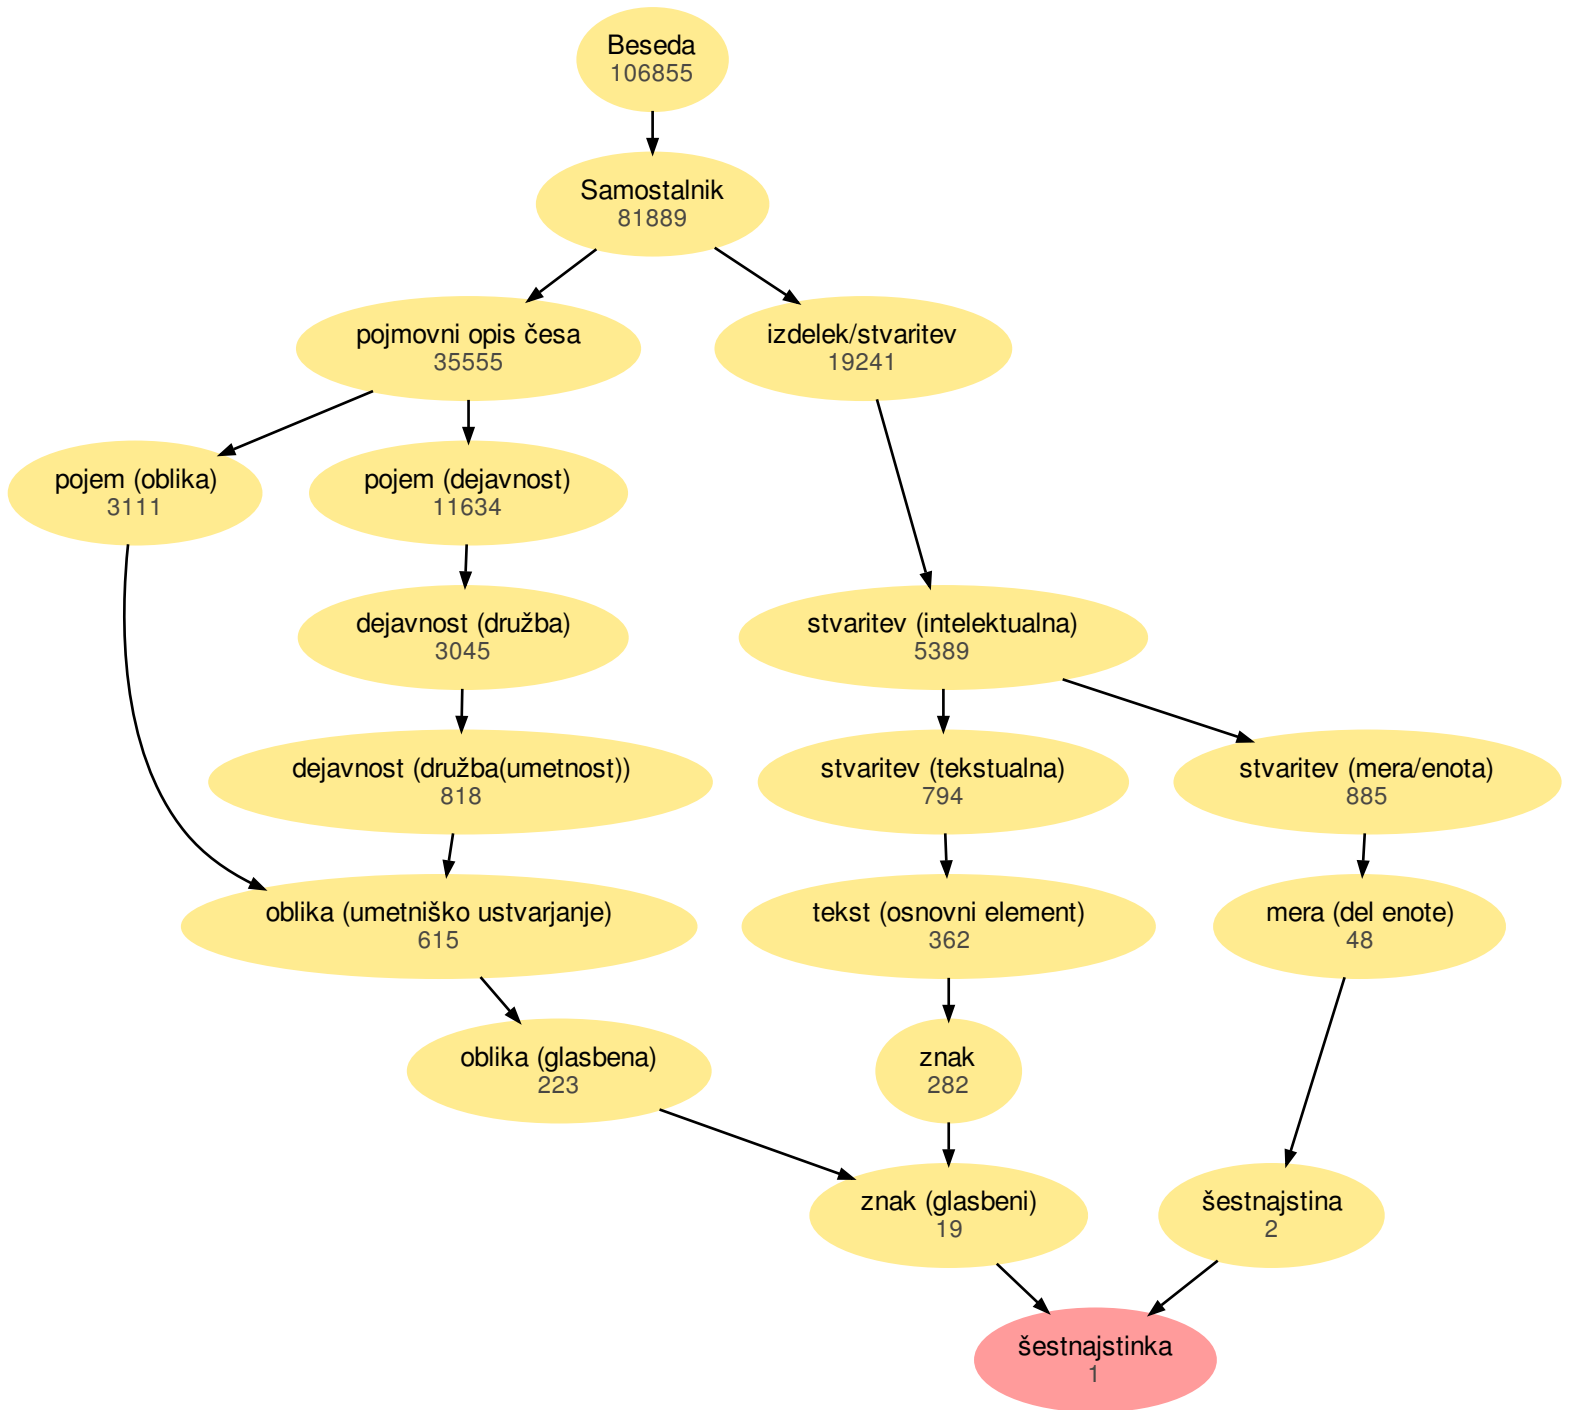 Beseda
106855
Samostalnik
81889
pojmovni opis česa
35555
izdelek/stvaritev
19241
pojem (oblika)
3111
pojem (dejavnost)
11634
dejavnost (družba)
3045
stvaritev (intelektualna)
5389
dejavnost (družba(umetnost))
818
stvaritev (tekstualna)
794
stvaritev (mera/enota)
885
oblika (umetniško ustvarjanje)
615
tekst (osnovni element)
362
mera (del enote)
48
oblika (glasbena)
223
znak
282
znak (glasbeni)
19
šestnajstina
2
šestnajstinka
1